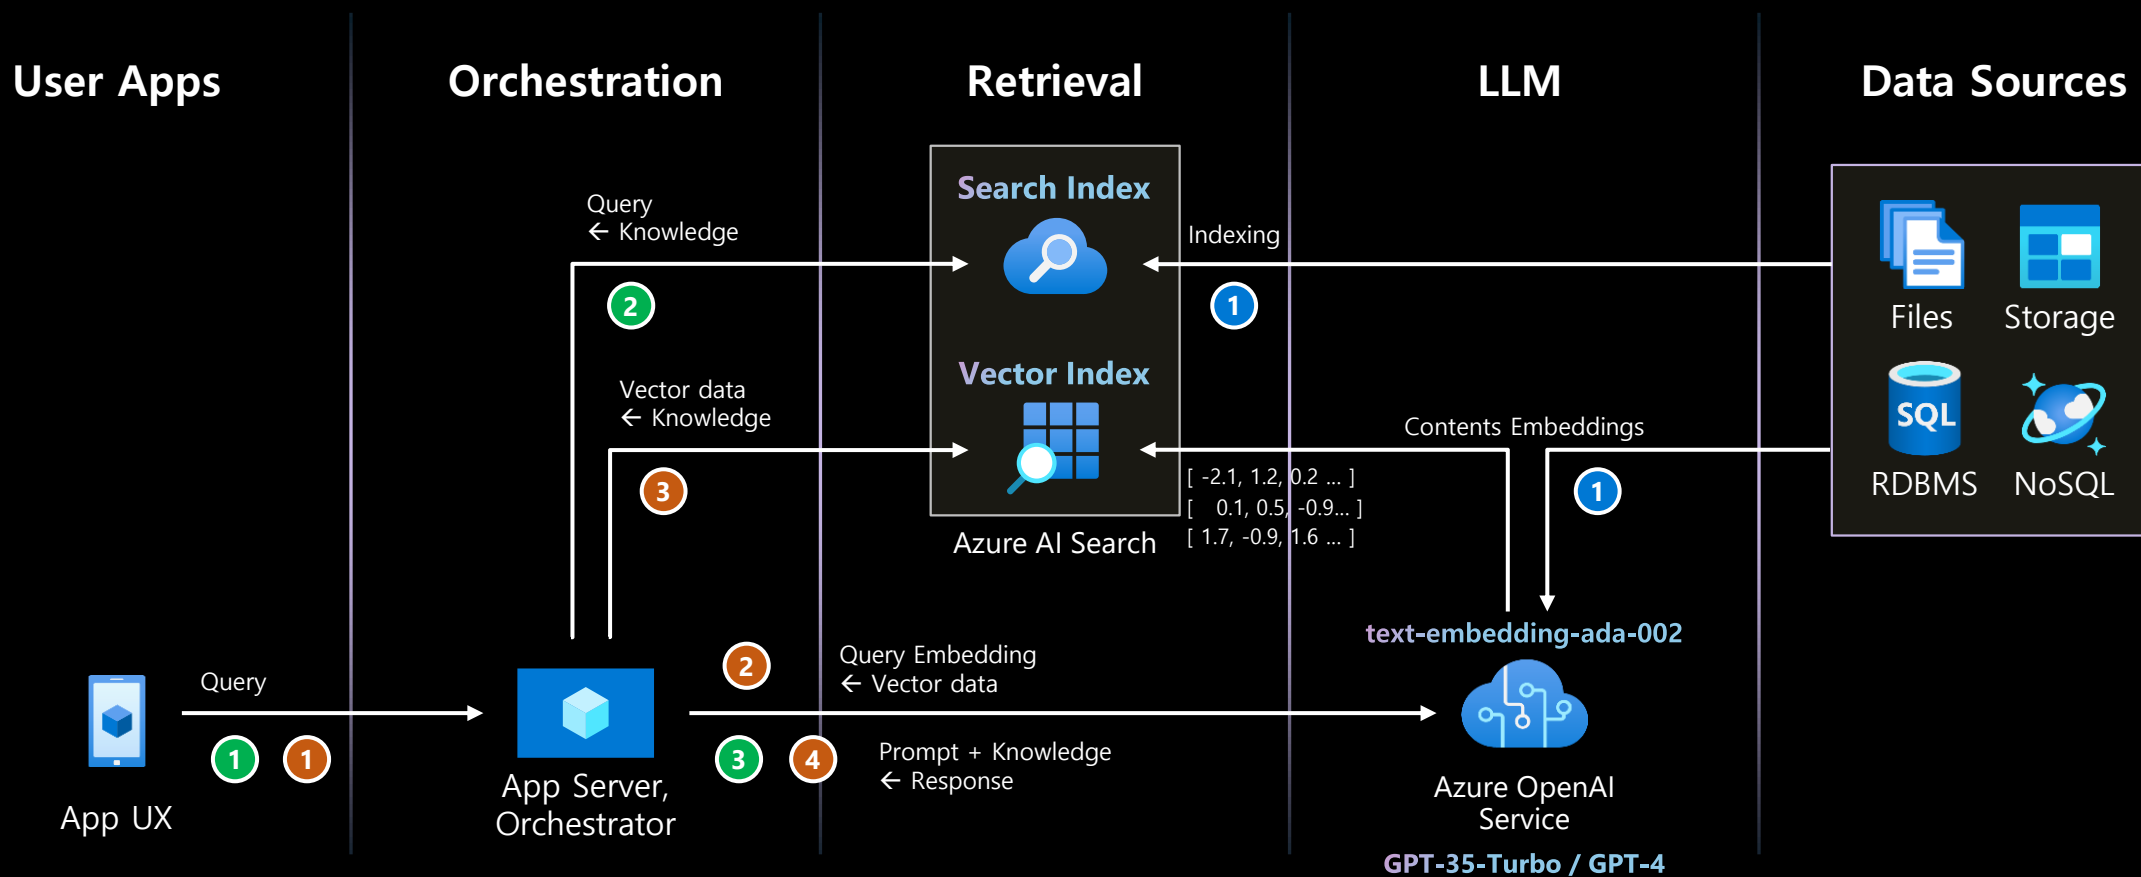 User Apps
Orchestration
Retrieval
LLM
Data Sources
Search Index
Query
← Knowledge
2
Indexing
1
Files
Storage
Vector Index
Vector data
← Knowledge
3
Contents Embeddings
[ -2.1, 1.2, 0.2 ... ]
[ 0.1, 0.5, -0.9... ]
[ 1.7, -0.9, 1.6 ... ]
1
SQL
RDBMS
NoSQL
Azure AI Search
text-embedding-ada-002
Query
1
1
App UX
App Server,
Orchestrator
2
Query Embedding
← Vector data
3
4
Prompt + Knowledge
← Response
Azure OpenAI
Service
GPT-35-Turbo / GPT-4